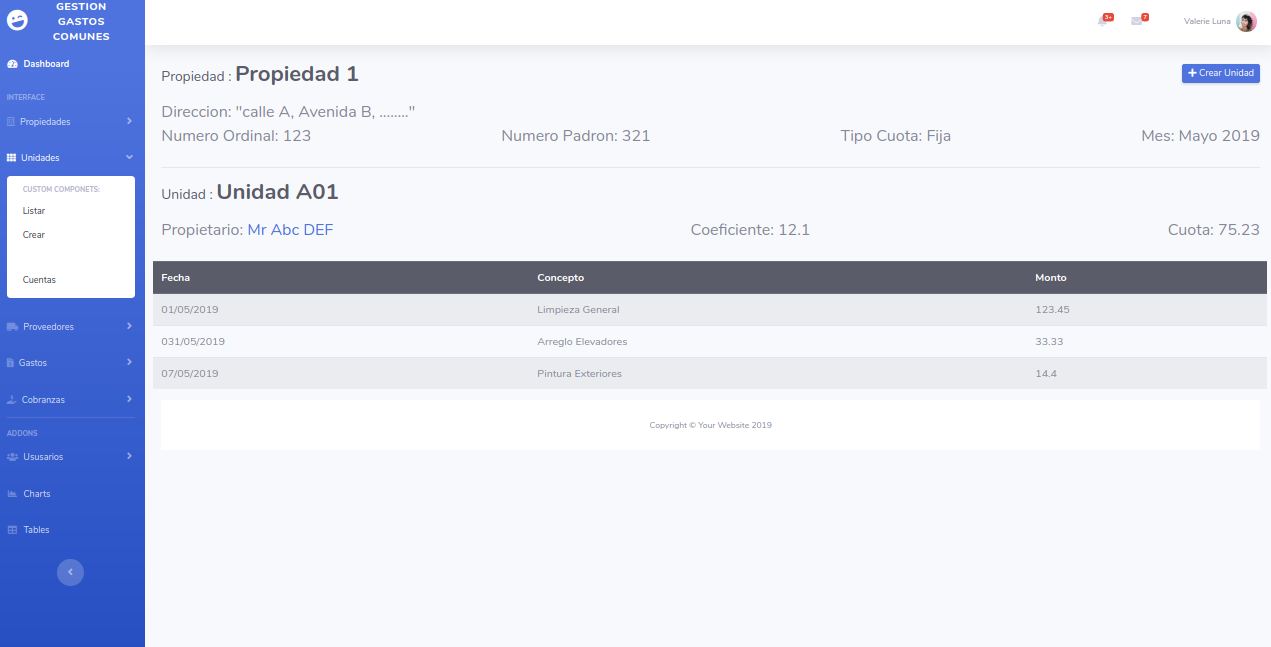 GESTION
GASTOS
COMUNES
3+
7
Valerie Luna
Dashboard
INTERFACE
Propiedades
Unidades
CUSTOM COMPONETS:
Listar
Crear
Cuentas
Proveedores
Gastos
Cobranzas
ADDONS
Ususarios
Charts
Tables
Propiedad : Propiedad 1
Crear Unidad
Direccion: "calle A, Avenida B, ........"
Numero Ordinal: 123 Numero Padron: 321 Tipo Cuota: Fija Mes: Mayo 2019
Unidad : Unidad A01
Propietario: Mr Abc DEF Coeficiente: 12.1 Cuota: 75.23
Fecha Concepto Monto
01/05/2019 Limpieza General 123.45
031/05/2019 Arreglo Elevadores 33.33
07/05/2019 Pintura Exteriores 14.4
Copyright © Your Website 2019